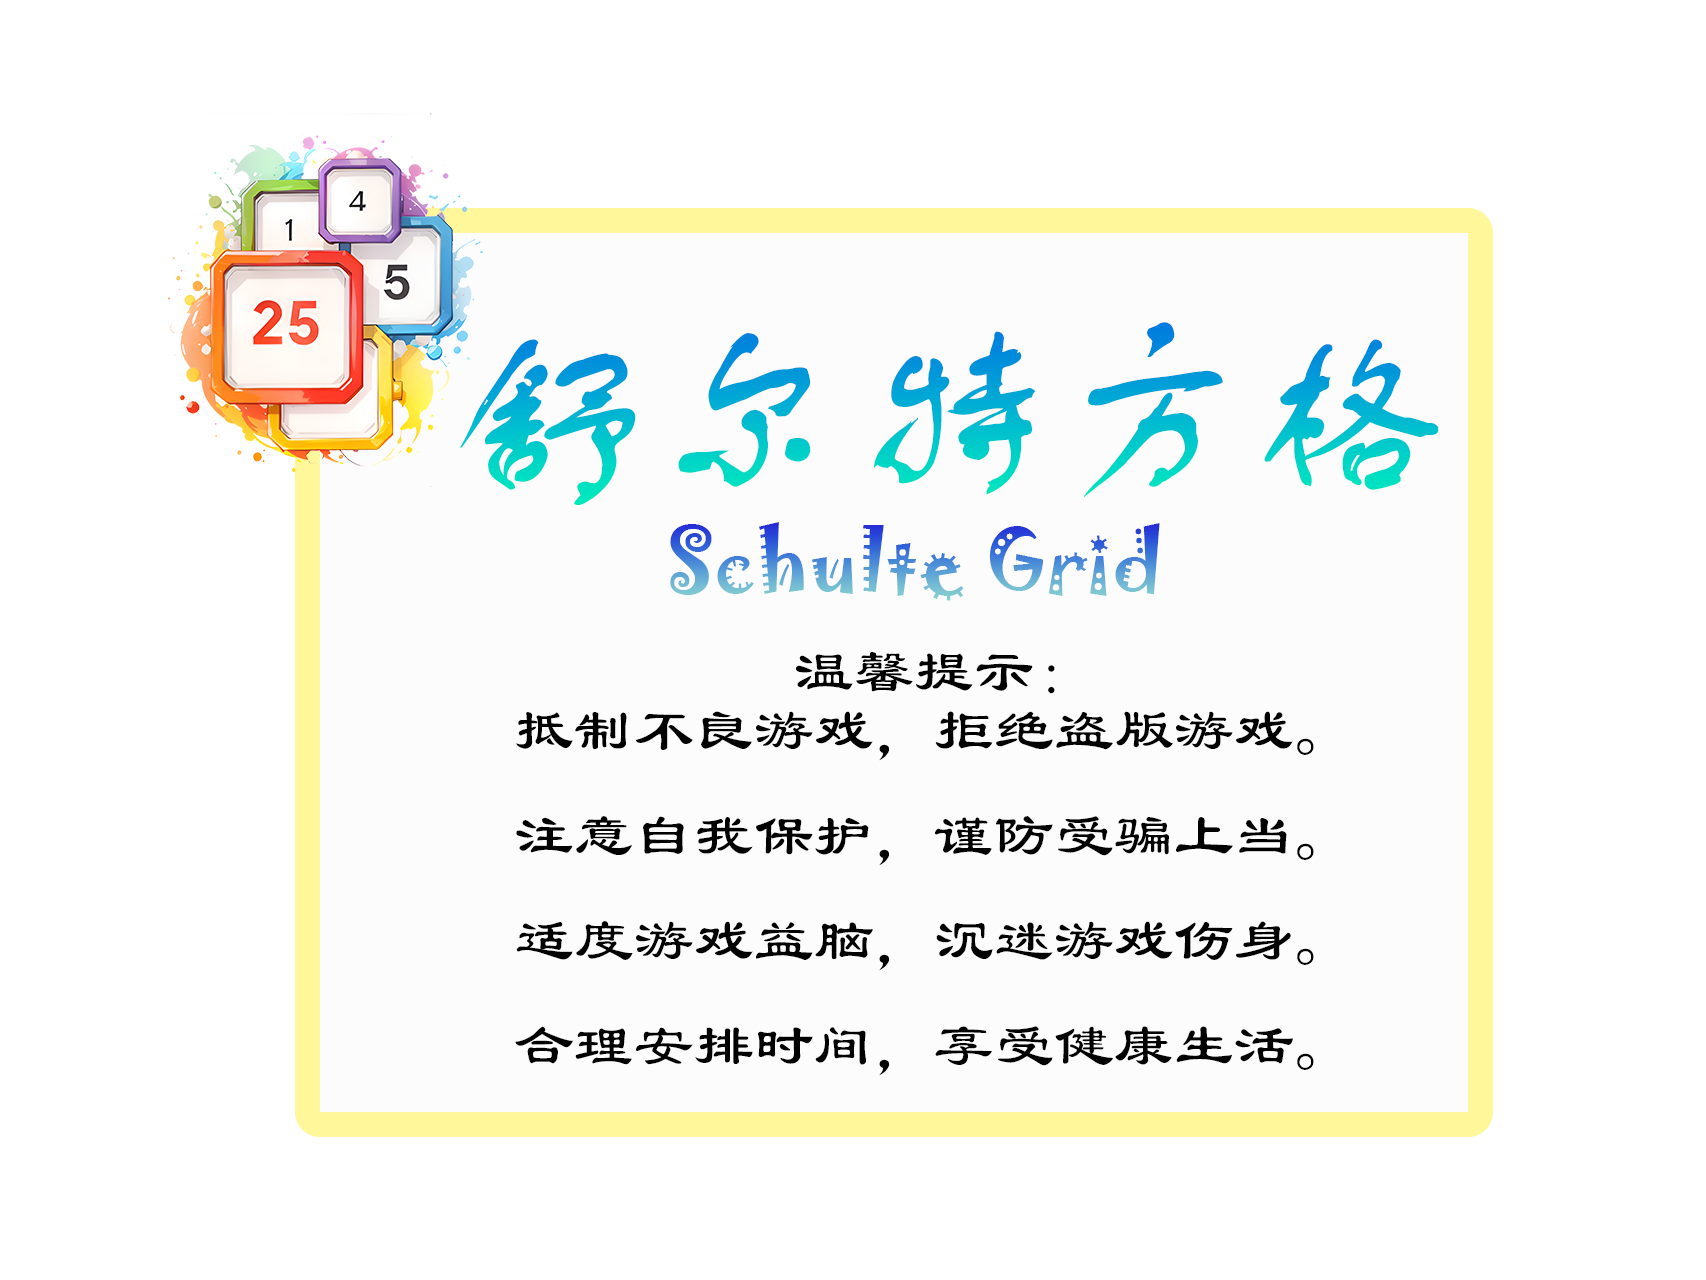 1
4
5
25
舒尔特方格
Schulte Grid
温馨提示：
抵制不良游戏，拒绝盗版游戏。
注意自我保护，谨防受骗上当。
适度游戏益脑，沉迷游戏伤身。
合理安排时间，享受健康生活。